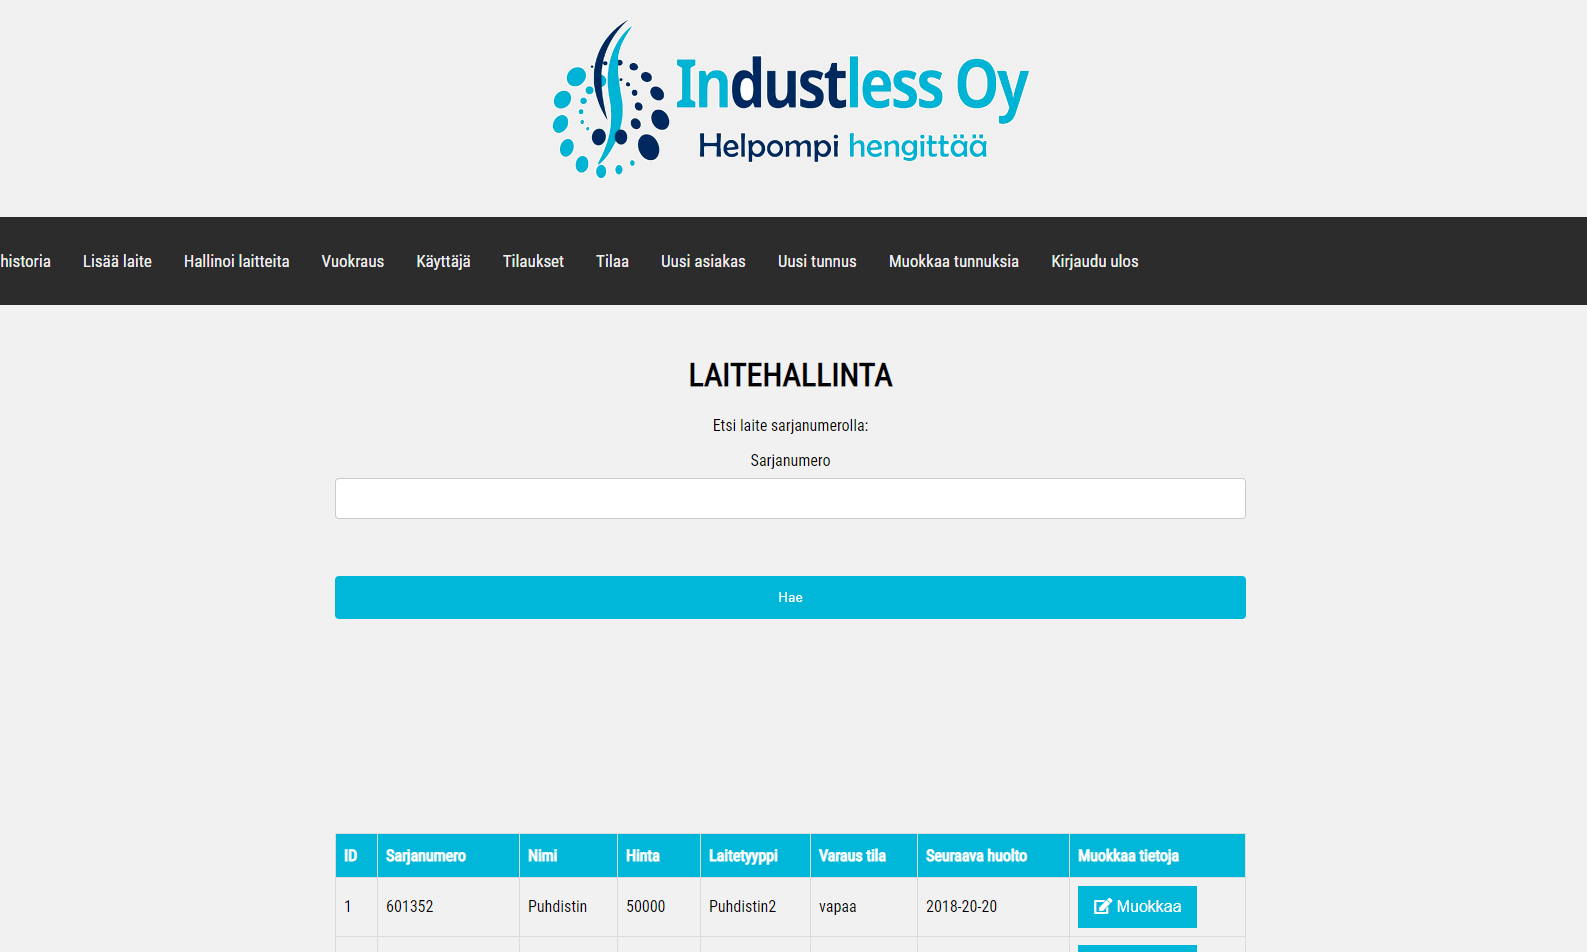 Industless Oy
Helpompi hengittää
historia Lisää laite Hallinoi laitteita Vuokraus Käyttäjä Tilaukset Tilaa Uusi asiakas Uusi tunnus Muokkaa tunnuksia Kirjaudu ulos
LAITEHALLINTA
Etsi laite sarjanumerolla:
Sarjanumero
Hae
ID Sarjanumero Nimi Hinta Laitetyyppi Varaus tila Seuraava huolto Muokkaa tietoja
1 601352 Puhdistin 50000 Puhdistin2 vapaa 2018-20-20 Muokkaa